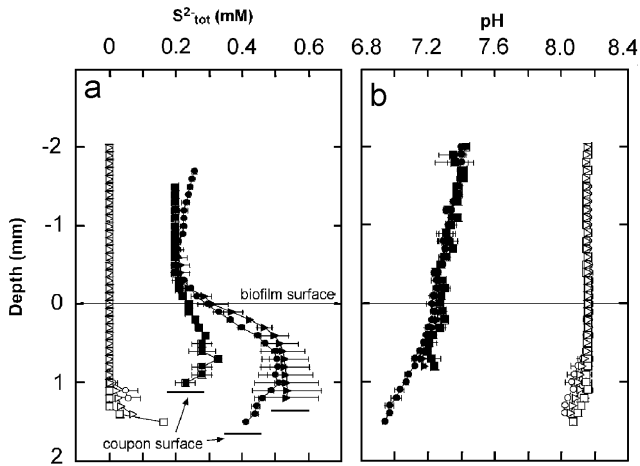 S2-tot (mM)
pH
0 0.2 0.4 0.6
6.8 7.2 7.6 8.0 8.4
a
b
-2
-1
0
1
2
Depth (mm)
biofilm surface
coupon surface